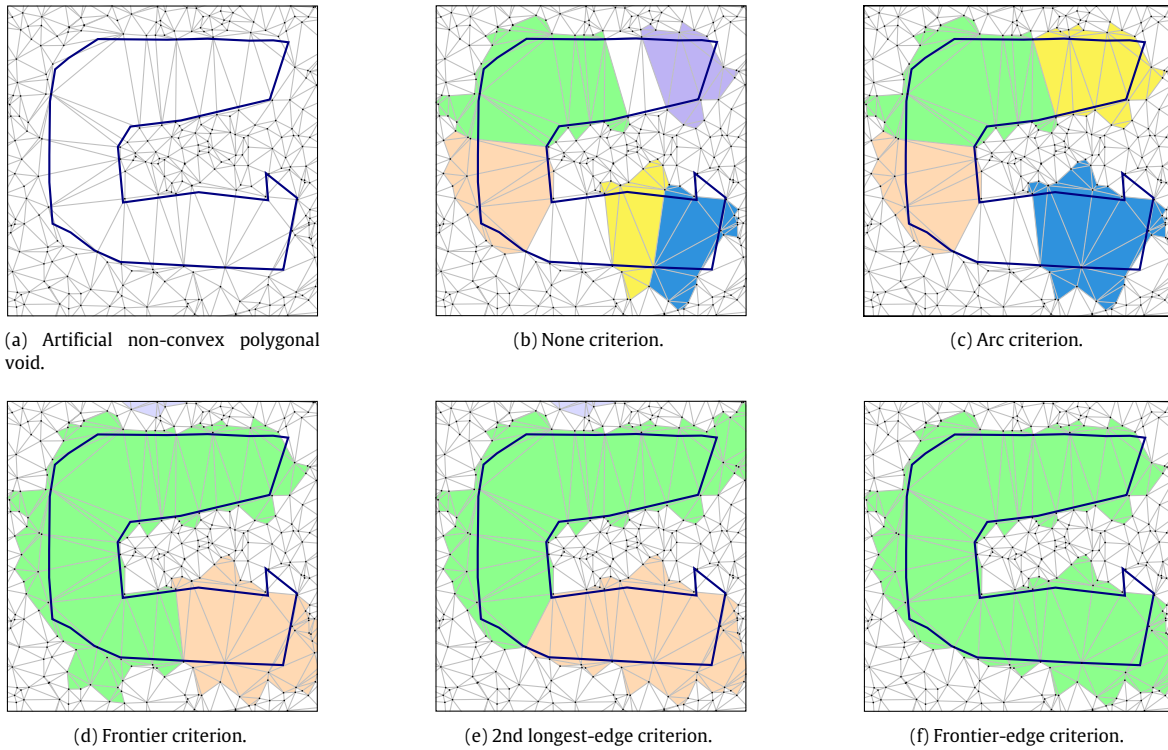 (a) Artificial non-convex polygonal
void.
(b) None criterion.
(c) Arc criterion.
(d) Frontier criterion.
(e) 2nd longest-edge criterion.
(f) Frontier-edge criterion.